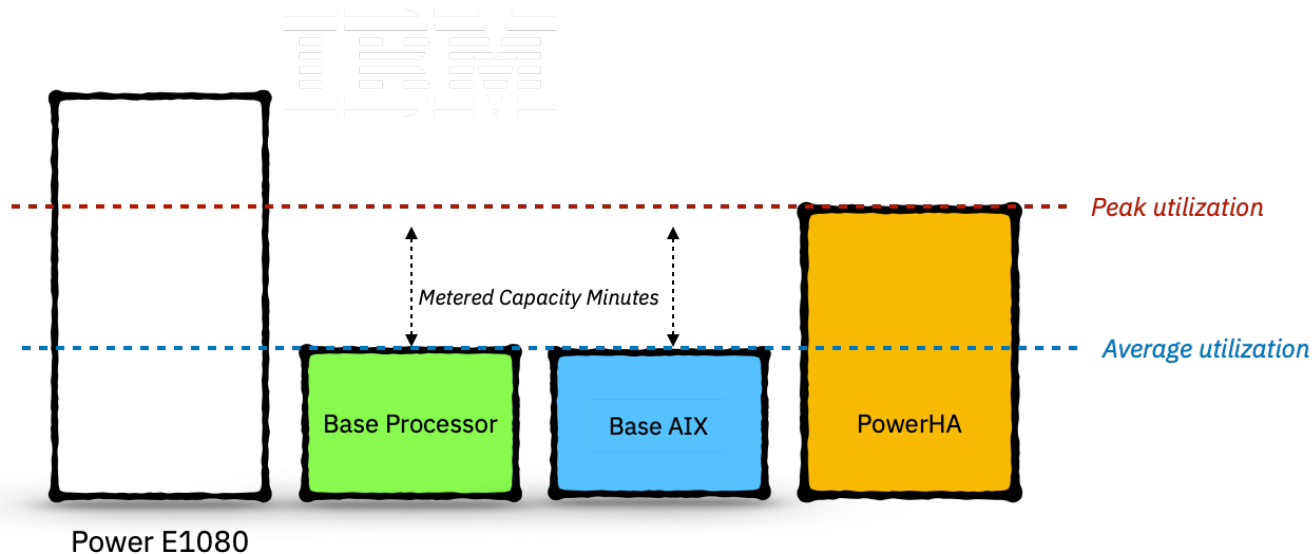 IBM
Peak utilization
Metered Capacity Minutes
Average utilization
Base Processor
Base AIX
PowerHA
Power E1080